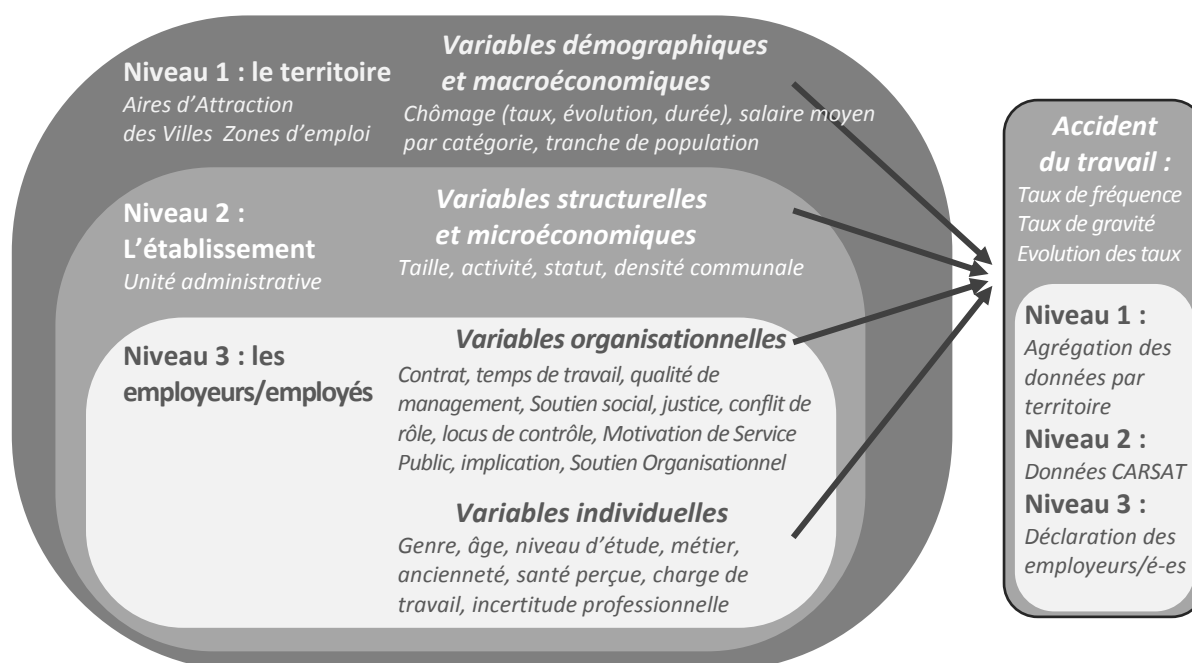 Niveau 1 : le territoire
Aires d’Attraction
des Villes  Zones d’emploi
Variables démographiques
et macroéconomiques
Chômage (taux, évolution, durée), salaire moyen
par catégorie, tranche de population
Niveau 2 :
L’établissement
Unité administrative
Variables structurelles
et microéconomiques
Taille, activité, statut, densité communale
Niveau 3 : les
employeurs/employés
Variables organisationnelles
Contrat, temps de travail, qualité de
management, Soutien social, justice, conflit de
rôle, locus de contrôle, Motivation de Service
Public, implication, Soutien Organisationnel
Variables individuelles
Genre, âge, niveau d’étude, métier,
ancienneté, santé perçue, charge de
travail, incertitude professionnelle
Accident
du travail :
Taux de fréquence
Taux de gravité
Evolution des taux
Niveau 1 :
Agrégation des
données par
territoire
Niveau 2 :
Données CARSAT
Niveau 3 :
Déclaration des
employeurs/é-es